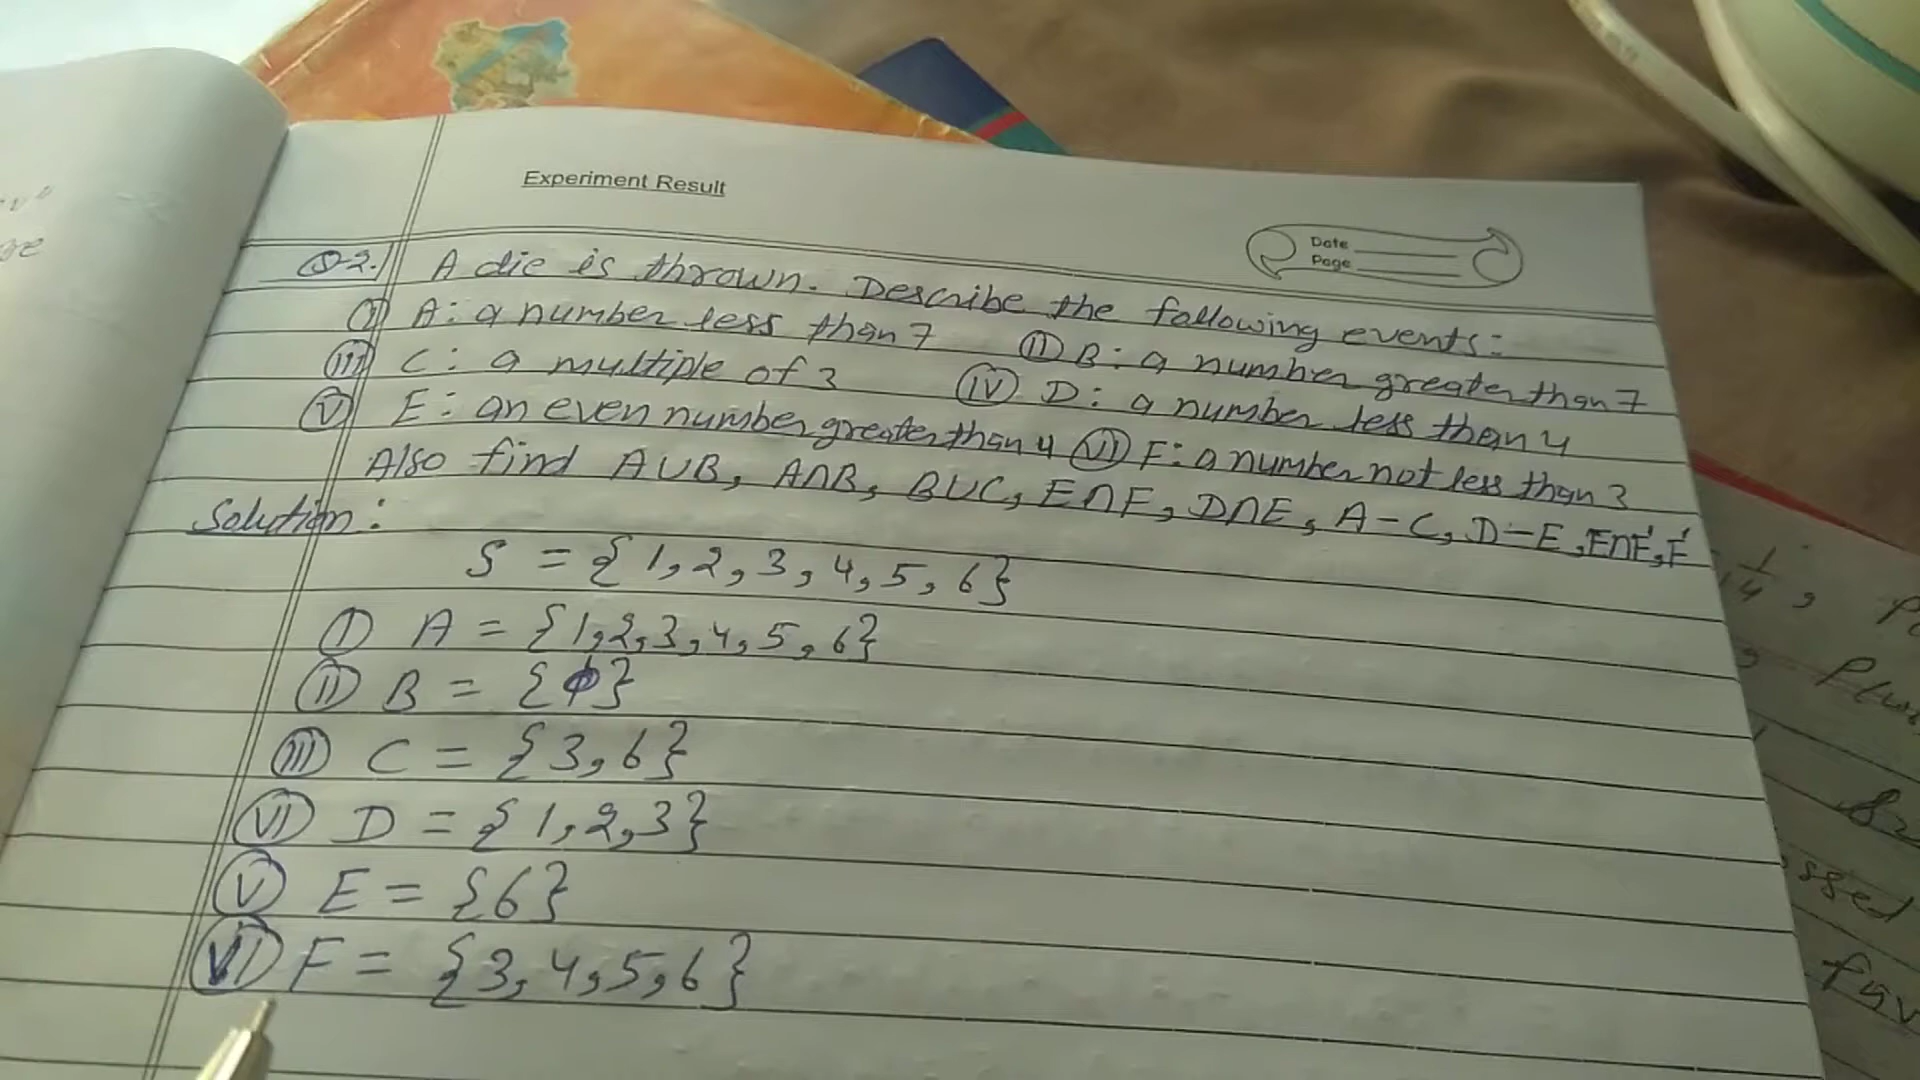 Experiment Result
Date
Page
Q-2. A die is thrown. Describe the following events:
(I) A: a number less than 7 (II) B: a number greater than 7
(III) C: a multiple of 3 (IV) D: a number less than 4
(V) E: an even number greater than 4 (VI) F: a number not less than 3
Also find A∪B, A∩B, B∪C, E∩F, D∩E, A-C, D-E, E∩F', F'
Solution:
S = {1, 2, 3, 4, 5, 6}
(I) A = {1, 2, 3, 4, 5, 6}
(II) B = {ϕ}
(III) C = {3, 6}
(VI) D = {1, 2, 3}
(V) E = {6}
(VI) F = {3, 4, 5, 6}
1/4,